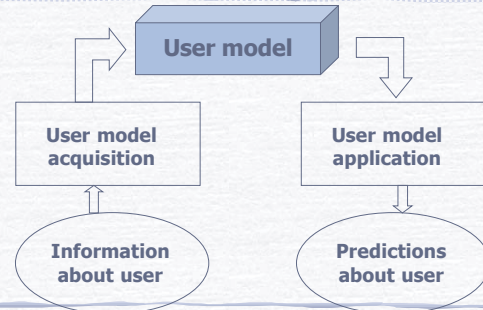 User model
User model
acquisition
User model
application
Information
about user
Predictions
about user